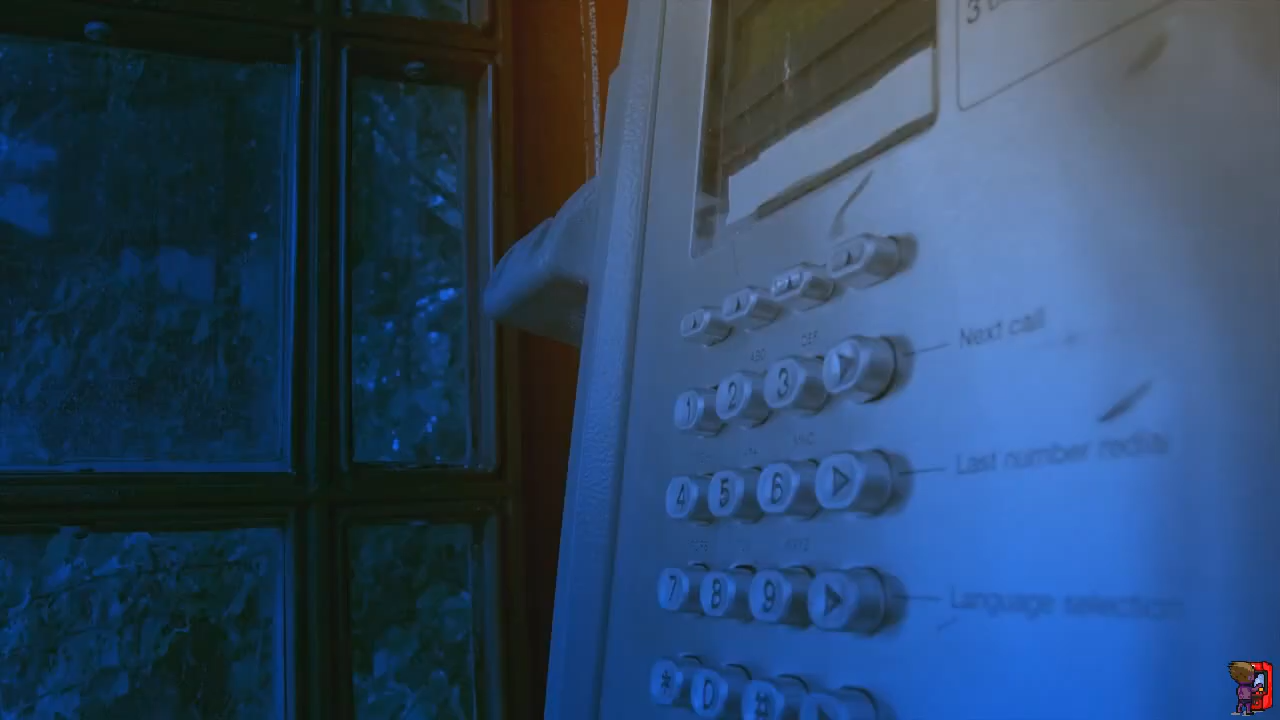 3
ABC DEF
Next call
1 2 3
Last number redial
4 5 6
Language selection
7 8 9
* 0 #